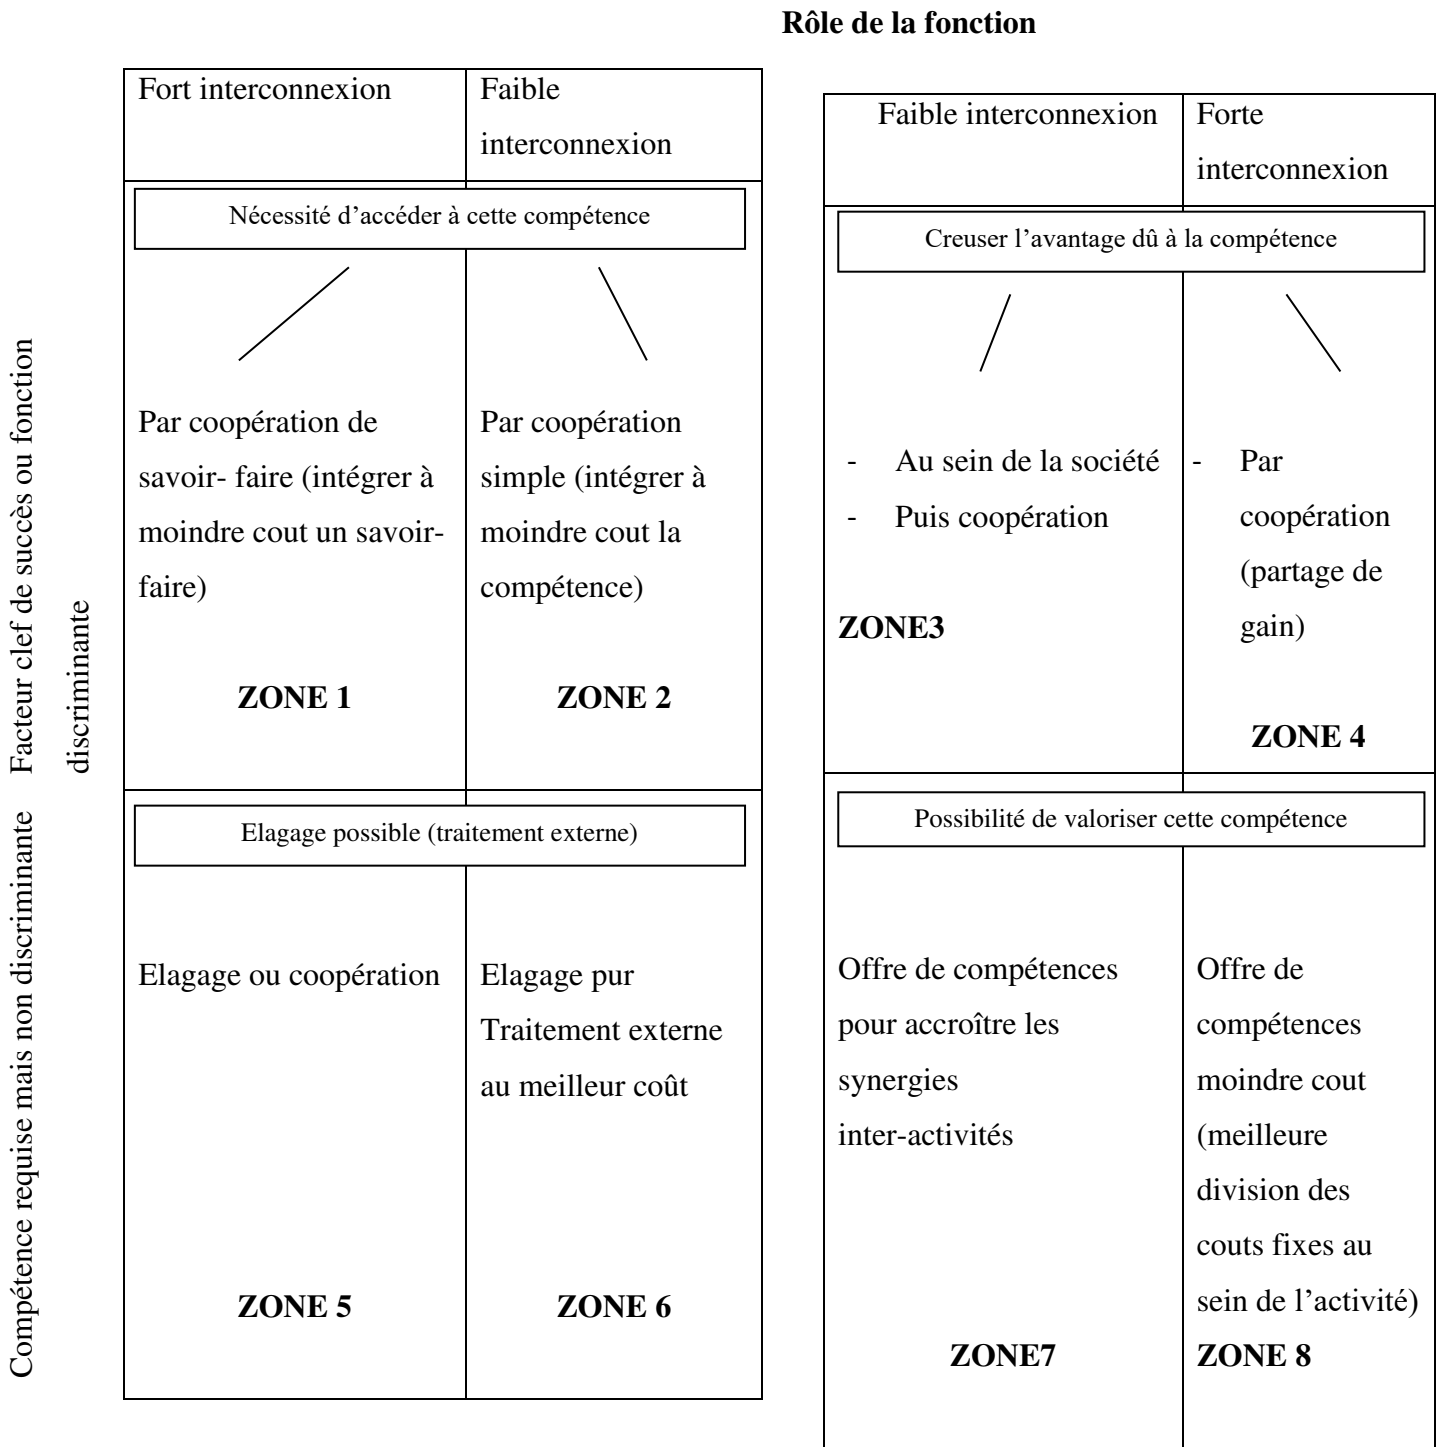 Rôle de la fonction
Facteur clef de succès ou fonction
discriminante
Compétence requise mais non discriminante
Fort interconnexion
Faible
interconnexion
Nécessité d’accéder à cette compétence
Par coopération de
savoir- faire (intégrer à
moindre cout un savoir-
faire)
ZONE 1
Par coopération
simple (intégrer à
moindre cout la
compétence)
ZONE 2
Elagage possible (traitement externe)
Elagage ou coopération
ZONE 5
Elagage pur
Traitement externe
au meilleur coût
ZONE 6
Faible interconnexion
Forte
interconnexion
Creuser l’avantage dû à la compétence
- Au sein de la société
- Puis coopération
ZONE3
- Par
coopération
(partage de
gain)
ZONE 4
Possibilité de valoriser cette compétence
Offre de compétences
pour accroître les
synergies
inter-activités
ZONE7
Offre de
compétences
moindre cout
(meilleure
division des
couts fixes au
sein de l’activité)
ZONE 8